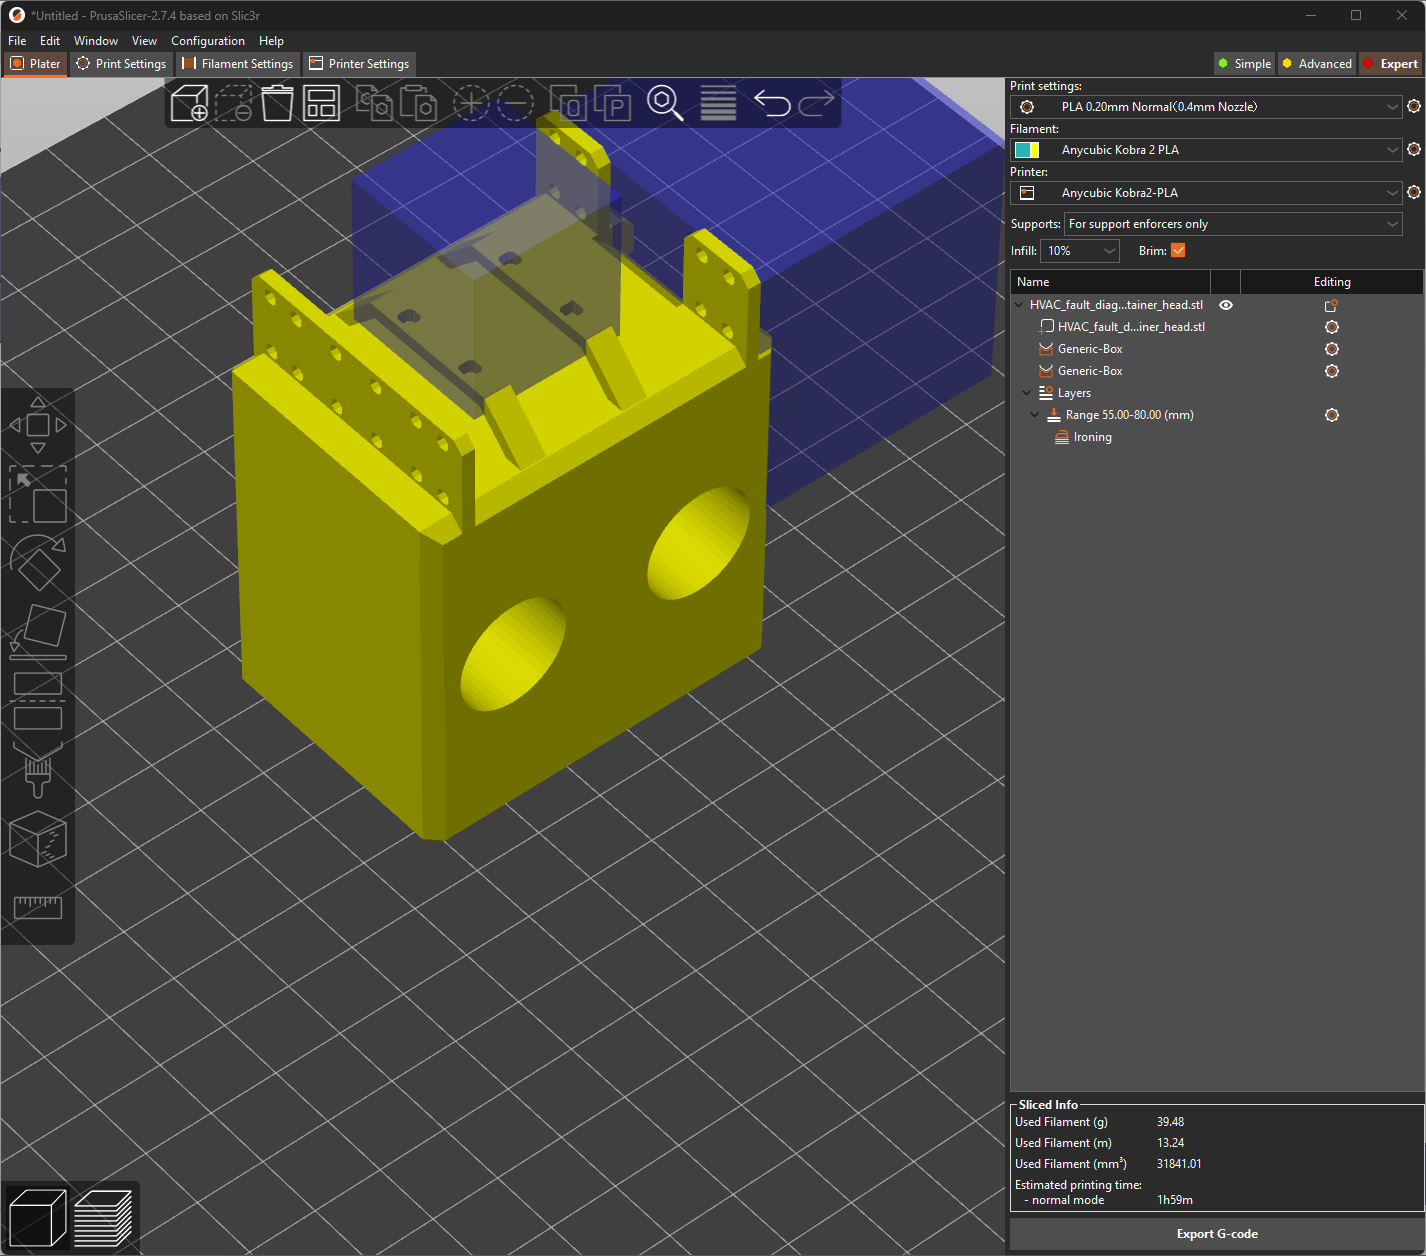 *Untitled - PrusaSlicer-2.7.4 based on Slic3r
File Edit Window View Configuration Help
Plater Print Settings Filament Settings Printer Settings Simple Advanced Expert
Print settings:
PLA 0.20mm Normal(0.4mm Nozzle)
Filament:
Anycubic Kobra 2 PLA
Printer:
Anycubic Kobra2-PLA
Supports: For support enforcers only
Infill: 10% Brim:
Name Editing
HVAC_fault_diag...tainer_head.stl
HVAC_fault_d...iner_head.stl
Generic-Box
Generic-Box
Layers
Range 55.00-80.00 (mm)
Ironing
Sliced Info
Used Filament (g) 39.48
Used Filament (m) 13.24
Used Filament (mm³) 31841.01
Estimated printing time:
- normal mode 1h59m
Export G-code